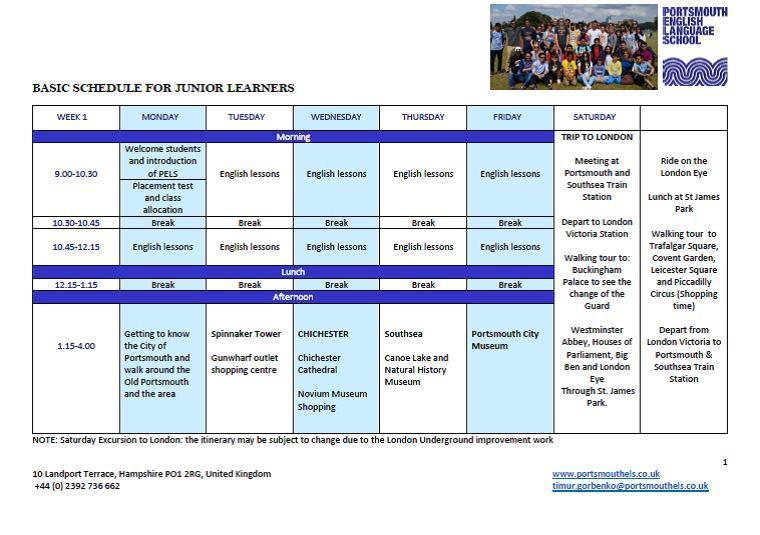 PORTSMOUTH
ENGLISH
LANGUAGE
SCHOOL
BASIC SCHEDULE FOR JUNIOR LEARNERS
WEEK 1 MONDAY TUESDAY WEDNESDAY THURSDAY FRIDAY SATURDAY
Morning
9.00-10.30
Welcome students
and introduction
of PELS
Placement test
and class
allocation
English lessons
English lessons
English lessons
English lessons
10.30-10.45 Break Break Break Break Break
10.45-12.15 English lessons English lessons English lessons English lessons English lessons
Lunch
12.15-1.15 Break Break Break Break Break
Afternoon
1.15-4.00
Getting to know
the City of
Portsmouth and
walk around the
Old Portsmouth
and the area
Spinnaker Tower
Gunwharf outlet
shopping centre
CHICHESTER
Chichester
Cathedral
Novium Museum
Shopping
Southsea
Canoe Lake and
Natural History
Museum
Portsmouth City
Museum
TRIP TO LONDON
Meeting at
Portsmouth and
Southsea Train
Station
Depart to London
Victoria Station
Walking tour to:
Buckingham
Palace to see the
change of the
Guard
Westminster
Abbey, Houses of
Parliament, Big
Ben and London
Eye
Through St. James
Park.
Ride on the
London Eye
Lunch at St James
Park
Walking tour to
Trafalgar Square,
Covent Garden,
Leicester Square
and Piccadilly
Circus (Shopping
time)
Depart from
London Victoria to
Portsmouth &
Southsea Train
Station
NOTE: Saturday Excursion to London: the itinerary may be subject to change due to the London Underground improvement work
1
10 Landport Terrace, Hampshire PO1 2RG, United Kingdom
+44 (0) 2392 736 662
www.portsmouthels.co.uk
timur.gorbenko@portsmouthels.co.uk